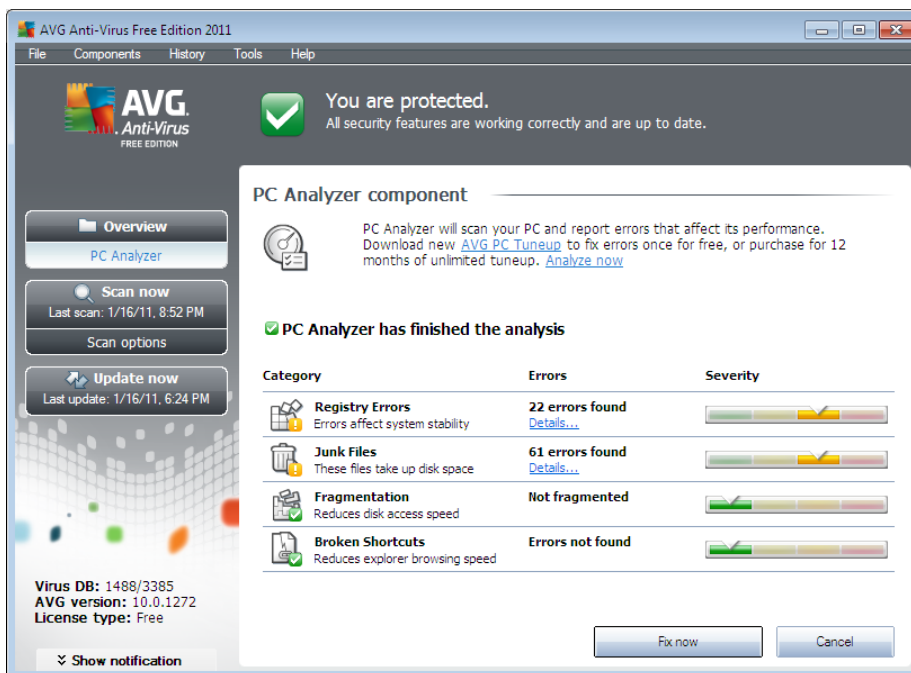 AVG Anti-Virus Free Edition 2011
File Components History Tools Help
AVG.
Anti-Virus
FREE EDITION
You are protected.
All security features are working correctly and are up to date.
Overview
PC Analyzer
Scan now
Last scan: 1/16/11, 8:52 PM
Scan options
Update now
Last update: 1/16/11, 6:24 PM
Virus DB: 1488/3385
AVG version: 10.0.1272
License type: Free
Show notification
PC Analyzer component
PC Analyzer will scan your PC and report errors that affect its performance.
Download new AVG PC Tuneup to fix errors once for free, or purchase for 12
months of unlimited tuneup. Analyze now
PC Analyzer has finished the analysis
Category Errors Severity
Registry Errors 22 errors found
Errors affect system stability Details...
Junk Files 61 errors found
These files take up disk space Details...
Fragmentation Not fragmented
Reduces disk access speed
Broken Shortcuts Errors not found
Reduces explorer browsing speed
Fix now Cancel